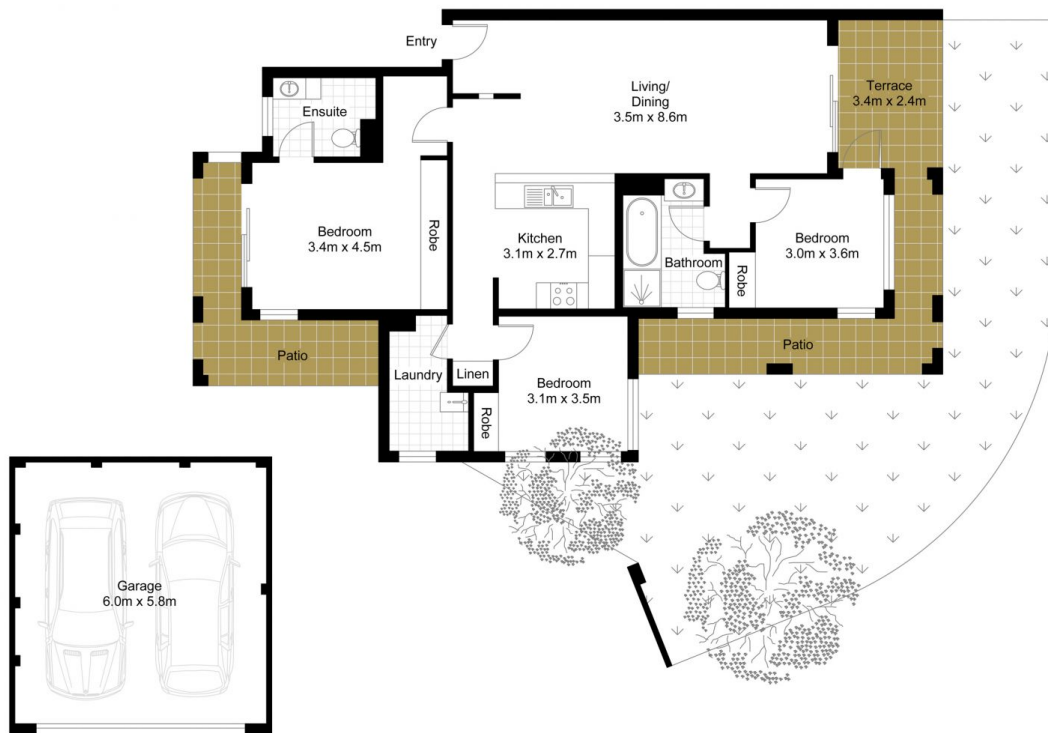 Entry
Ensuite
Living/
Dining
3.5m x 8.6m
Terrace
3.4m x 2.4m
Bedroom
3.4m x 4.5m
Robe
Kitchen
3.1m x 2.7m
Bathroom
Robe
Bedroom
3.0m x 3.6m
Patio
Patio
Laundry
Linen
Robe
Bedroom
3.1m x 3.5m
Garage
6.0m x 5.8m